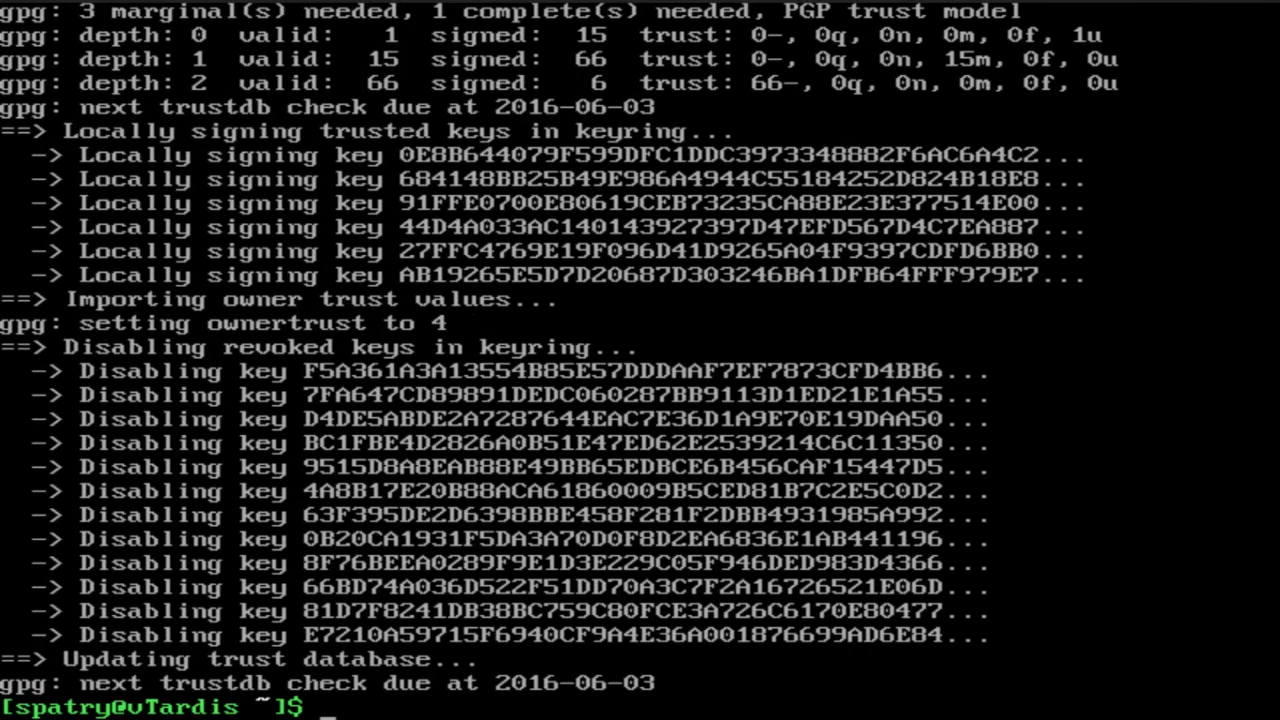 gpg: 3 marginal(s) needed, 1 complete(s) needed, PGP trust model
gpg: depth: 0  valid:   1  signed:  15  trust: 0-, 0q, 0n, 0m, 0f, 1u
gpg: depth: 1  valid:  15  signed:  66  trust: 0-, 0q, 0n, 15m, 0f, 0u
gpg: depth: 2  valid:  66  signed:   6  trust: 66-, 0q, 0n, 0m, 0f, 0u
gpg: next trustdb check due at 2016-06-03
==> Locally signing trusted keys in keyring...
  -> Locally signing key 0E8B644079F599DFC1DDC3973348882F6AC6A4C2...
  -> Locally signing key 684148BB25B49E986A4944C55184252D824B18E8...
  -> Locally signing key 91FFE0700E80619CEB73235CA88E23E377514E00...
  -> Locally signing key 44D4A033AC140143927397D47EFD567D4C7EA887...
  -> Locally signing key 27FFC4769E19F096D41D9265A04F9397CDFD6BB0...
  -> Locally signing key AB19265E5D7D20687D303246BA1DFB64FFF979E7...
==> Importing owner trust values...
gpg: setting ownertrust to 4
==> Disabling revoked keys in keyring...
  -> Disabling key F5A361A3A13554B85E57DDDAAF7EF7873CFD4BB6...
  -> Disabling key 7FA647CD89891DEDC060287BB9113D1ED21E1A55...
  -> Disabling key D4DE5ABDE2A7287644EAC7E36D1A9E70E19DAA50...
  -> Disabling key BC1FBE4D2826A0B51E47ED62E2539214C6C11350...
  -> Disabling key 9515D8A8EAB88E49BB65EDBCE6B456CAF15447D5...
  -> Disabling key 4A8B17E20B88ACA61860009B5CED81B7C2E5C0D2...
  -> Disabling key 63F395DE2D6398BBE458F281F2DBB4931985A992...
  -> Disabling key 0B20CA1931F5DA3A70D0F8D2EA6836E1AB441196...
  -> Disabling key 8F76BEEA0289F9E1D3E229C05F946DED983D4366...
  -> Disabling key 66BD74A036D522F51DD70A3C7F2A16726521E06D...
  -> Disabling key 81D7F8241DB38BC759C80FCE3A726C6170E80477...
  -> Disabling key E7210A59715F6940CF9A4E36A001876699AD6E84...
==> Updating trust database...
gpg: next trustdb check due at 2016-06-03
[spatry@vTardis ~]$ _